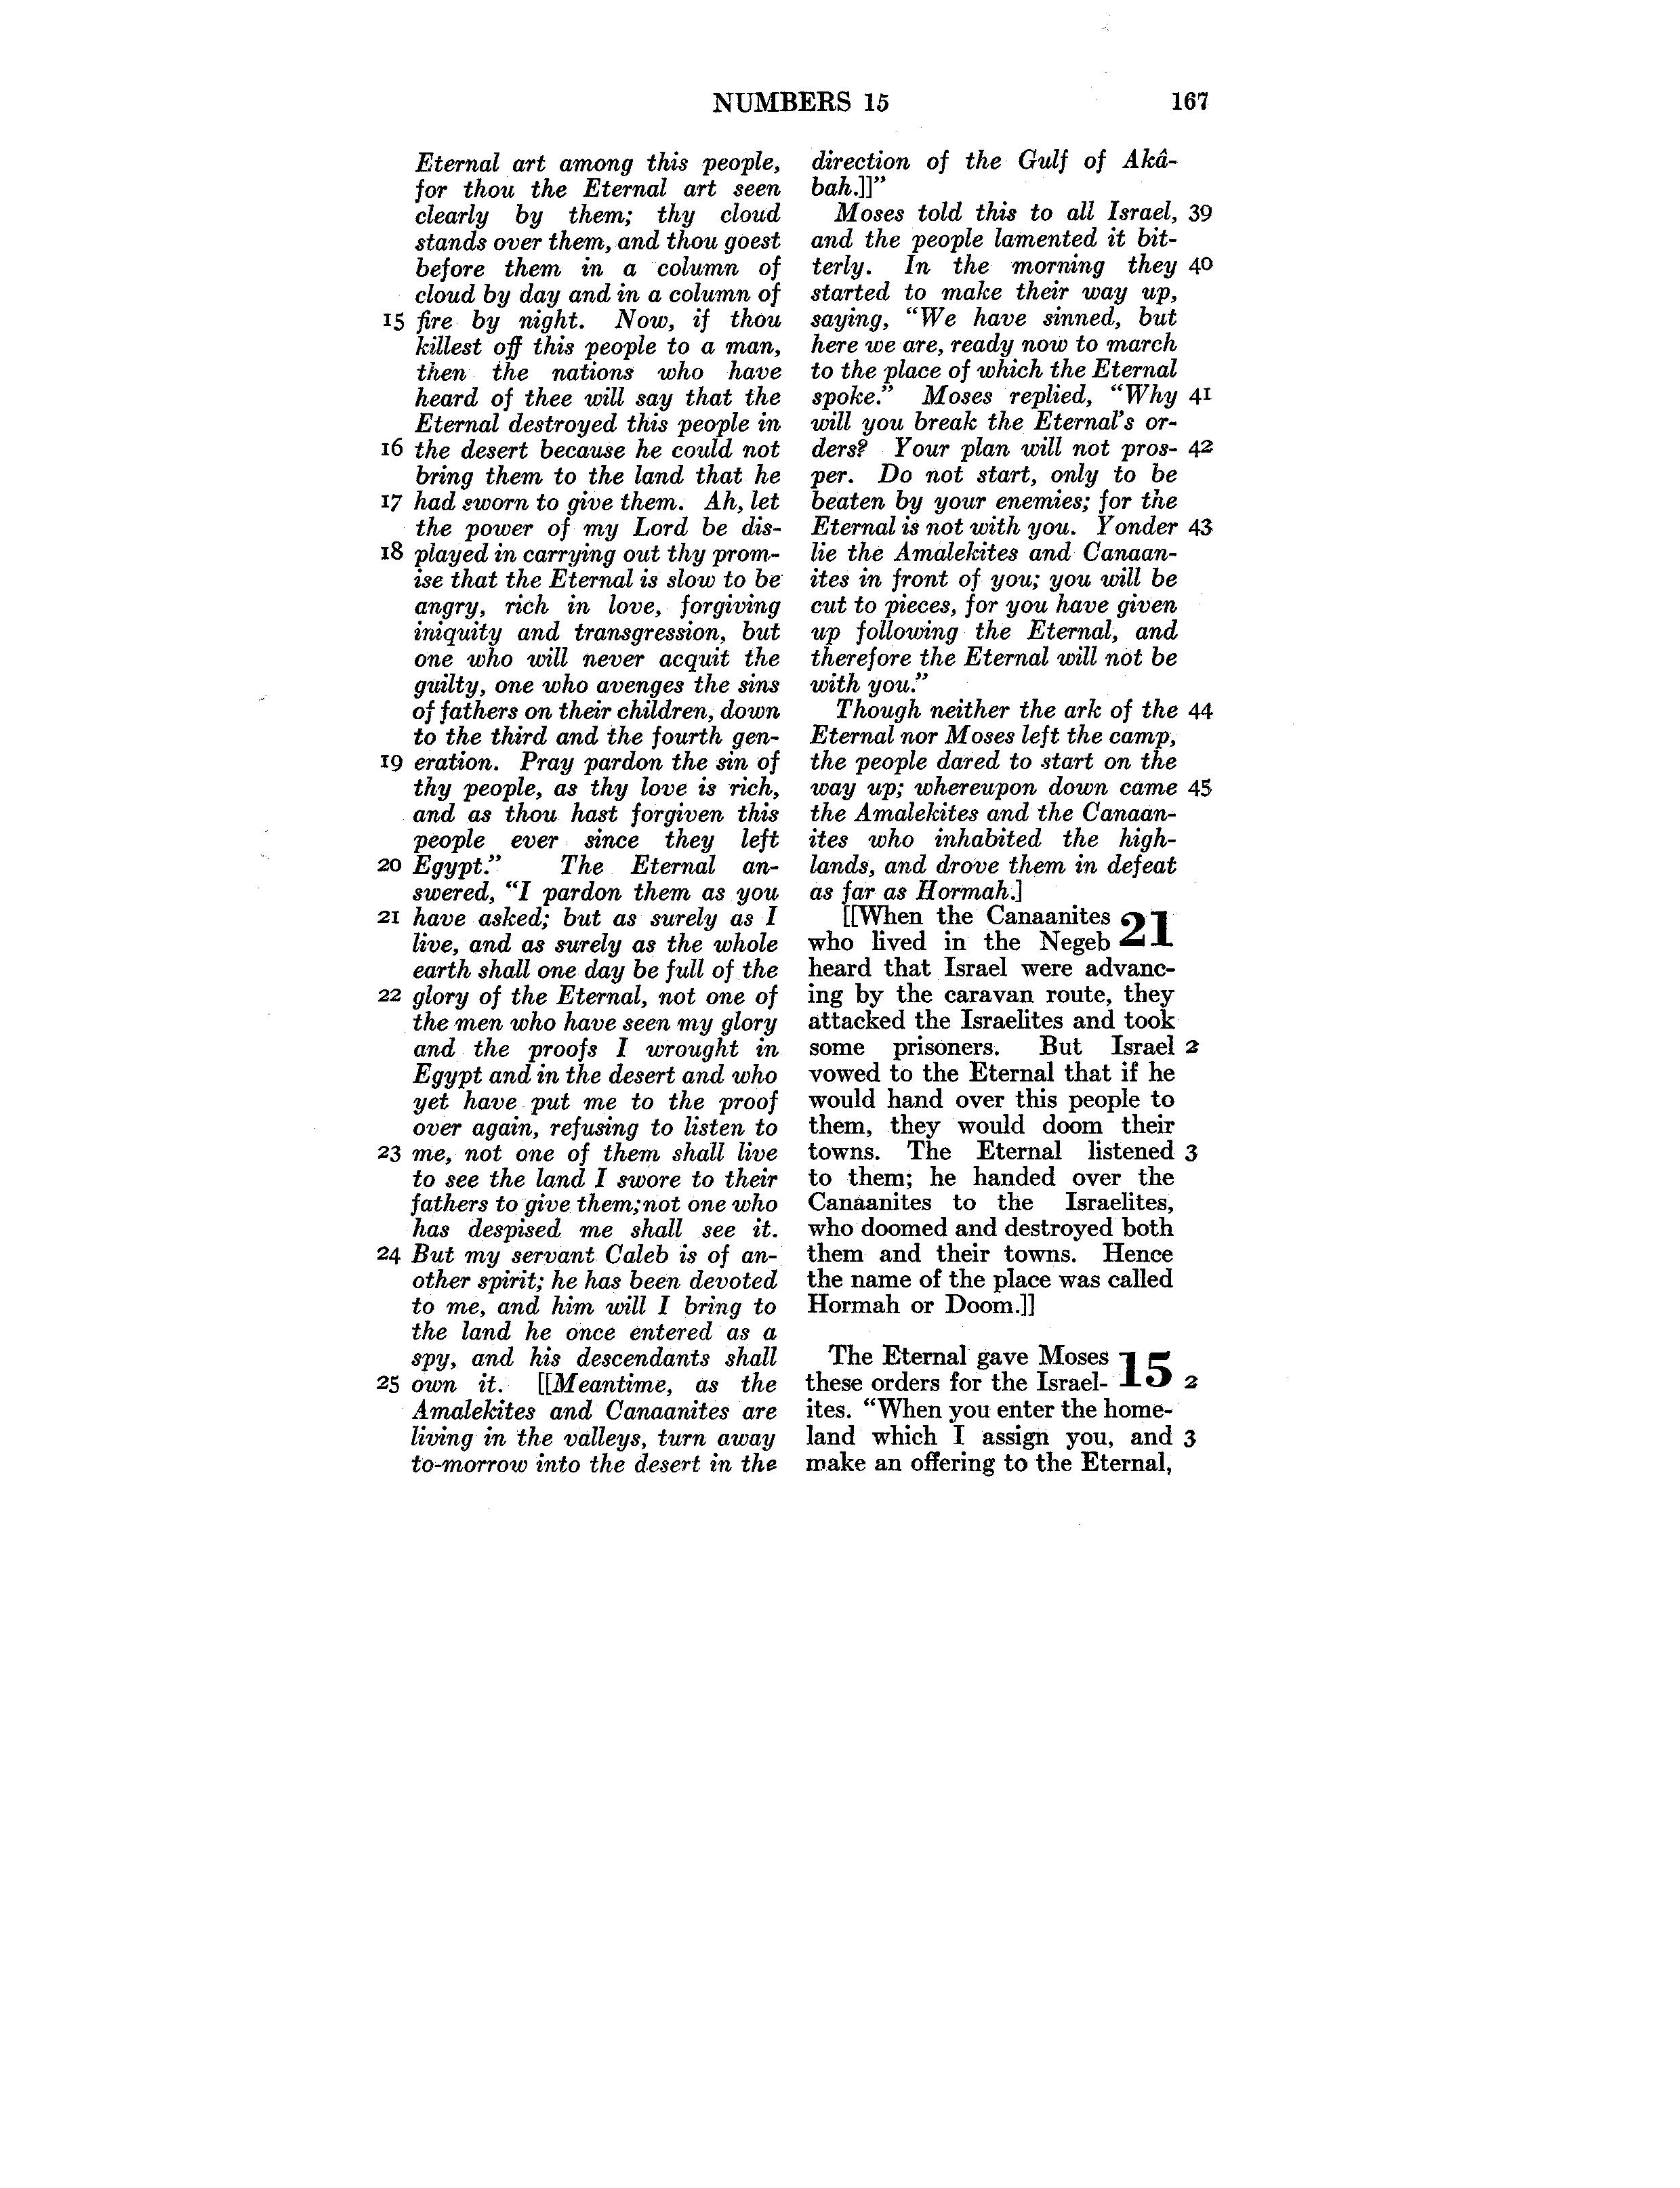 NUMBERS 15 167
Eternal art among this people,
for thou the Eternal art seen
clearly by them; thy cloud
stands over them, and thou goest
before them in a column of
cloud by day and in a column of
15 fire by night. Now, if thou
killest off this people to a man,
then the nations who have
heard of thee will say that the
Eternal destroyed this people in
16 the desert because he could not
bring them to the land that he
17 had sworn to give them. Ah, let
the power of my Lord be dis-
18 played in carrying out thy prom-
ise that the Eternal is slow to be
angry, rich in love, forgiving
iniquity and transgression, but
one who will never acquit the
guilty, one who avenges the sins
of fathers on their children, down
to the third and the fourth gen-
19 eration. Pray pardon the sin of
thy people, as thy love is rich,
and as thou hast forgiven this
people ever since they left
20 Egypt.” The Eternal an-
swered, “I pardon them as you
21 have asked; but as surely as I
live, and as surely as the whole
earth shall one day be full of the
22 glory of the Eternal, not one of
the men who have seen my glory
and the proofs I wrought in
Egypt and in the desert and who
yet have put me to the proof
over again, refusing to listen to
23 me, not one of them shall live
to see the land I swore to their
fathers to give them; not one who
has despised me shall see it.
24 But my servant Caleb is of an-
other spirit; he has been devoted
to me, and him will I bring to
the land he once entered as a
spy, and his descendants shall
25 own it. [[Meantime, as the
Amalekites and Canaanites are
living in the valleys, turn away
to-morrow into the desert in the
direction of the Gulf of Akâ-
bah.]]”
Moses told this to all Israel, 39
and the people lamented it bit-
terly. In the morning they 40
started to make their way up,
saying, “We have sinned, but
here we are, ready now to march
to the place of which the Eternal
spoke.” Moses replied, “Why 41
will you break the Eternal’s or-
ders? Your plan will not pros- 42
per. Do not start, only to be
beaten by your enemies; for the
Eternal is not with you. Yonder 43
lie the Amalekites and Canaan-
ites in front of you; you will be
cut to pieces, for you have given
up following the Eternal, and
therefore the Eternal will not be
with you.”
Though neither the ark of the 44
Eternal nor Moses left the camp,
the people dared to start on the
way up; whereupon down came 45
the Amalekites and the Canaan-
ites who inhabited the high-
lands, and drove them in defeat
as far as Hormah.]
[[When the Canaanites 21
who lived in the Negeb
heard that Israel were advanc-
ing by the caravan route, they
attacked the Israelites and took
some prisoners. But Israel 2
vowed to the Eternal that if he
would hand over this people to
them, they would doom their
towns. The Eternal listened 3
to them; he handed over the
Canaanites to the Israelites,
who doomed and destroyed both
them and their towns. Hence
the name of the place was called
Hormah or Doom.]]
The Eternal gave Moses 15
these orders for the Israel- 2
ites. “When you enter the home-
land which I assign you, and 3
make an offering to the Eternal,